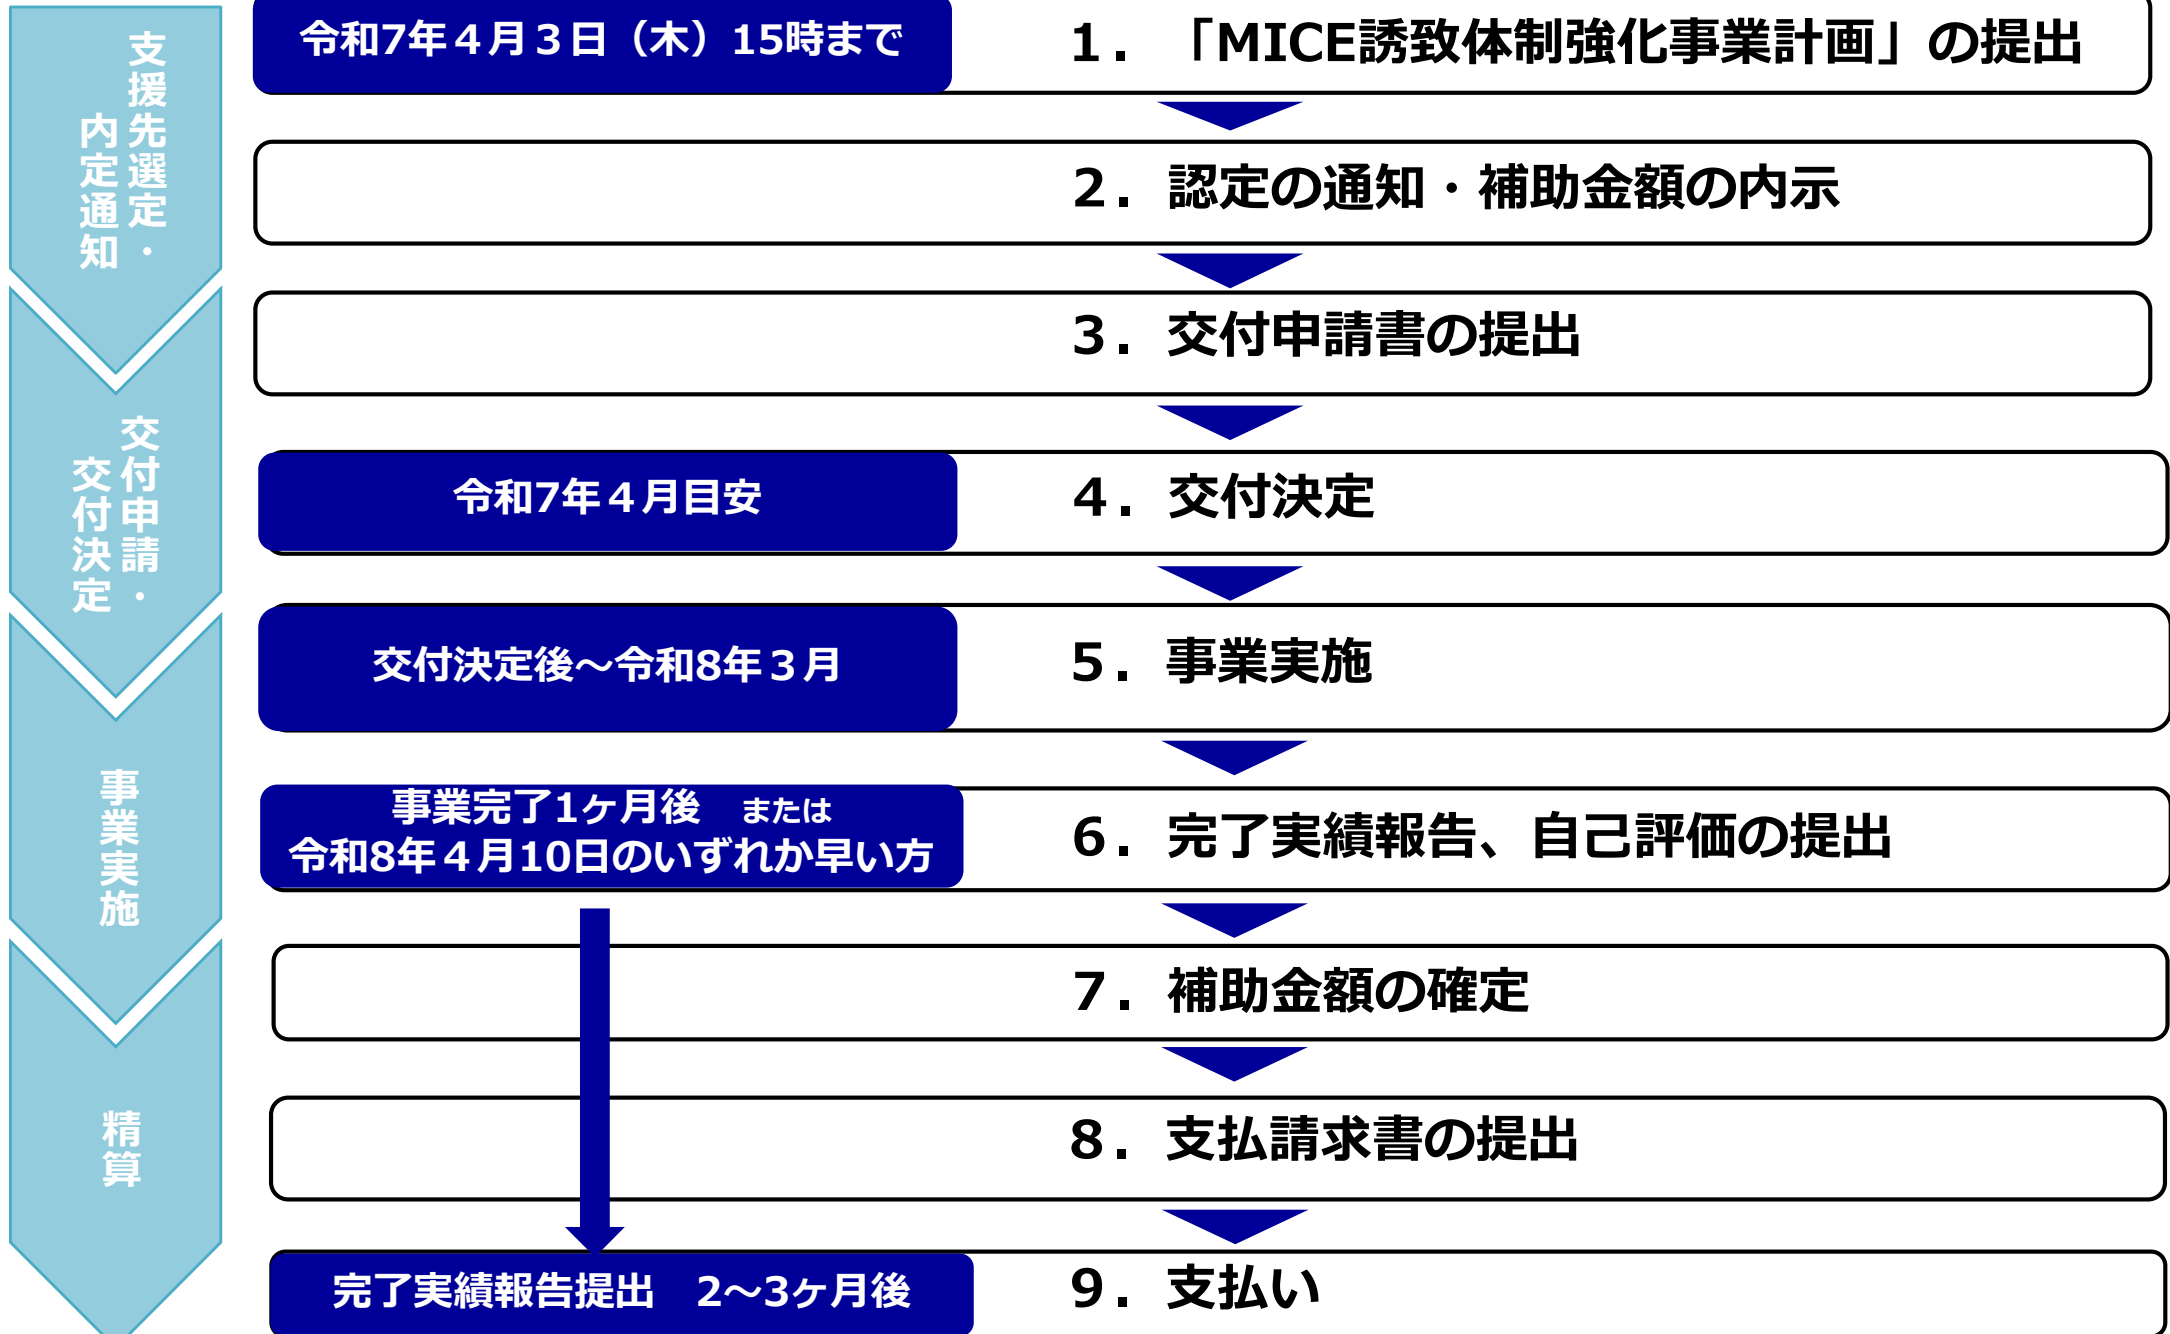 支援先選定・
内定通知
令和7年４月３日（木）15時まで
１．「MICE誘致体制強化事業計画」の提出
２．認定の通知・補助金額の内示
３．交付申請書の提出
交付申請・
交付決定
令和7年４月目安
４．交付決定
交付決定後～令和8年３月
５．事業実施
事業実施
事業完了1ヶ月後　または
令和8年４月10日のいずれか早い方
６．完了実績報告、自己評価の提出
７．補助金額の確定
精算
８．支払請求書の提出
完了実績報告提出　2～3ヶ月後
９．支払い